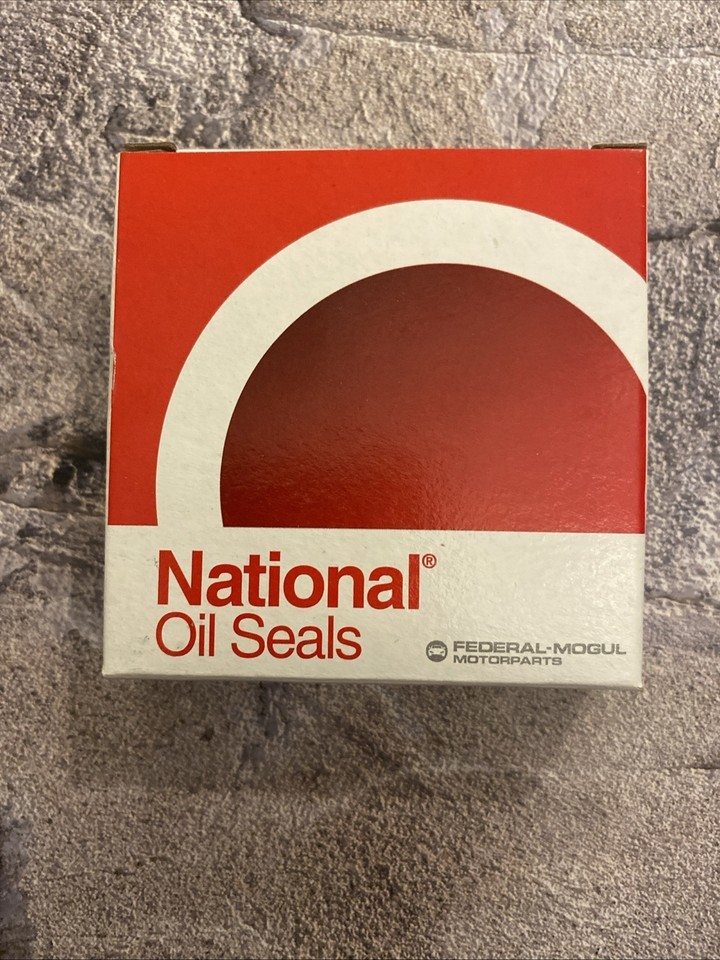 National®
Oil Seals
FEDERAL-MOGUL
MOTORPARTS